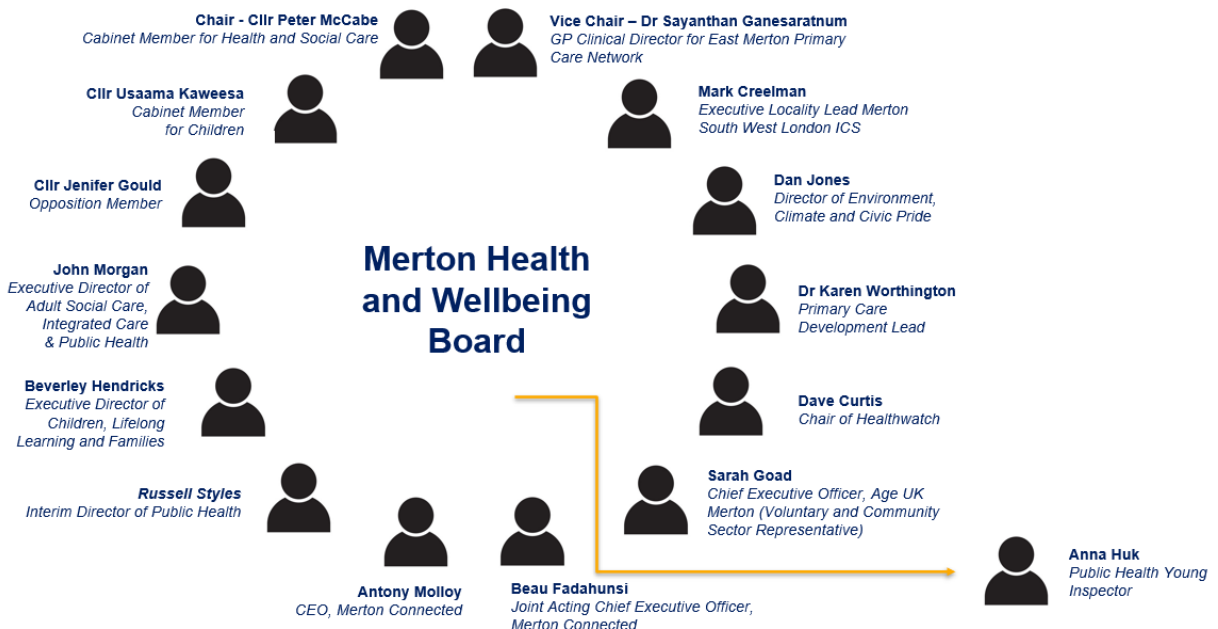 Chair - Cllr Peter McCabe
Cabinet Member for Health and Social Care
Vice Chair – Dr Sayanthan Ganesaratnum
GP Clinical Director for East Merton Primary
Care Network
Cllr Usaama Kaweesa
Cabinet Member
for Children
Mark Creelman
Executive Locality Lead Merton
South West London ICS
Cllr Jenifer Gould
Opposition Member
Dan Jones
Director of Environment,
Climate and Civic Pride
Merton Health
and Wellbeing
Board
John Morgan
Executive Director of
Adult Social Care,
Integrated Care
& Public Health
Dr Karen Worthington
Primary Care
Development Lead
Beverley Hendricks
Executive Director of
Children, Lifelong
Learning and Families
Dave Curtis
Chair of Healthwatch
Russell Styles
Interim Director of Public Health
Sarah Goad
Chief Executive Officer, Age UK
Merton (Voluntary and Community
Sector Representative)
Antony Molloy
CEO, Merton Connected
Beau Fadahunsi
Joint Acting Chief Executive Officer,
Merton Connected
Anna Huk
Public Health Young
Inspector